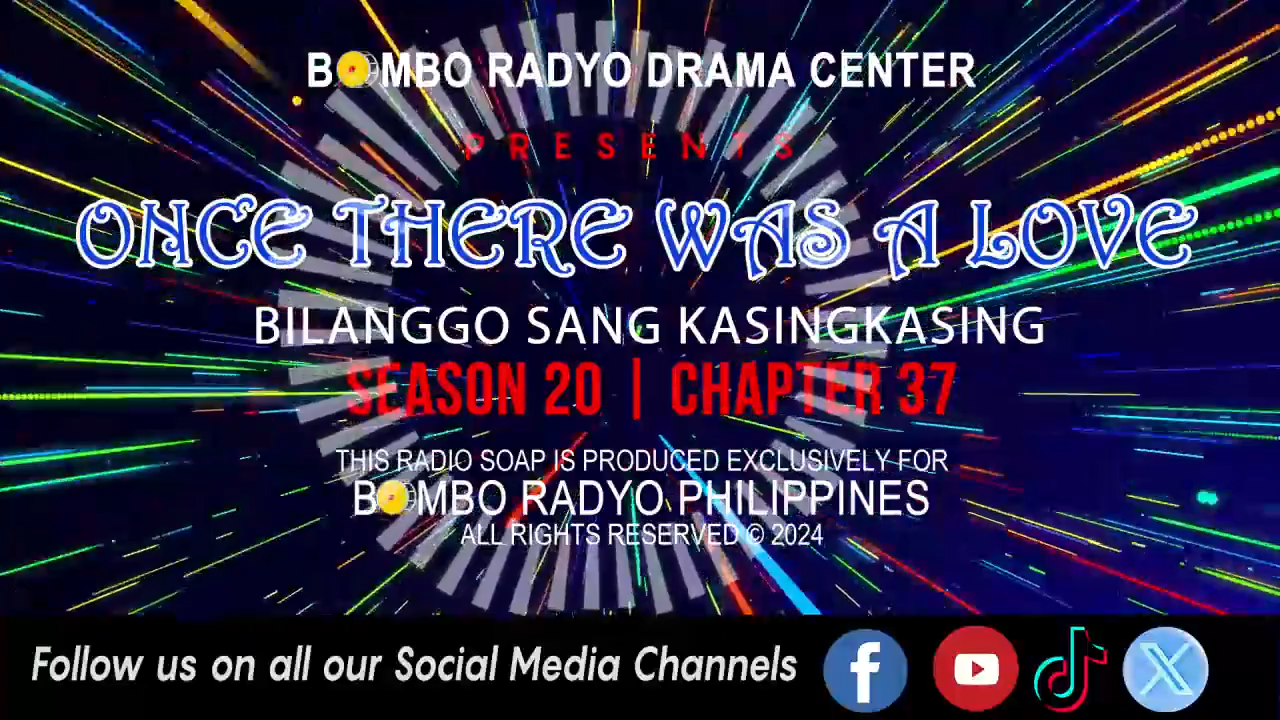 BOMBO RADYO DRAMA CENTER
PRESENTS
ONCE THERE WAS A LOVE
BILANGGO SANG KASINGKASING
SEASON 20 | CHAPTER 37
THIS RADIO SOAP IS PRODUCED EXCLUSIVELY FOR
BOMBO RADYO PHILIPPINES
ALL RIGHTS RESERVED © 2024
Follow us on all our Social Media Channels